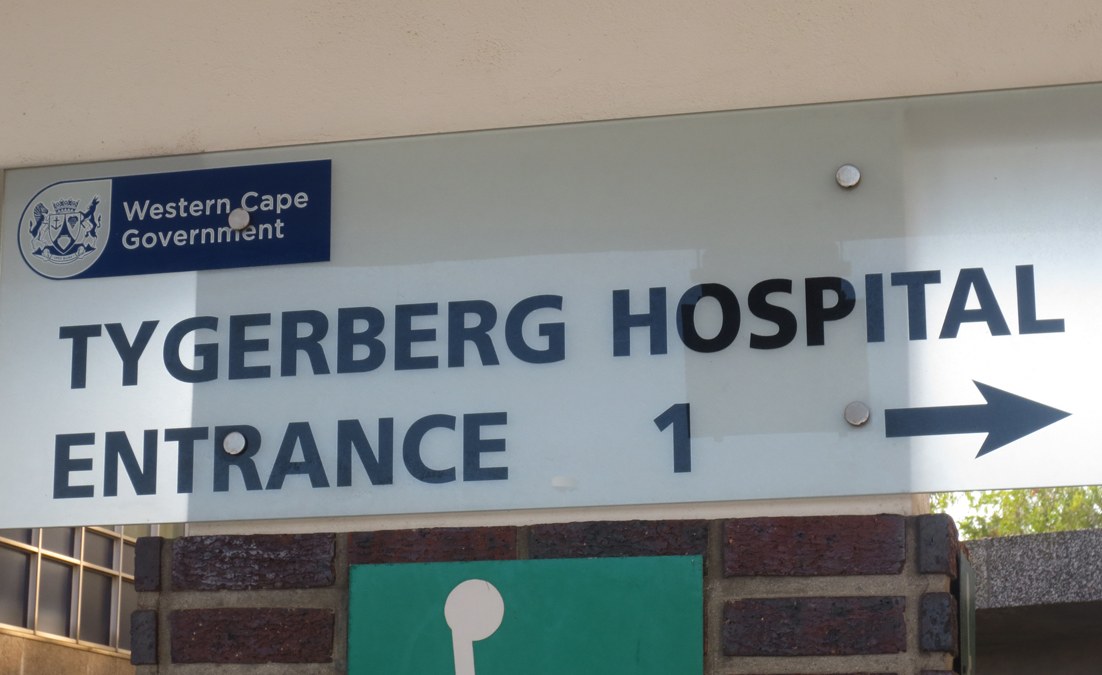 Western Cape
Government
TYGERBERG HOSPITAL
ENTRANCE 1